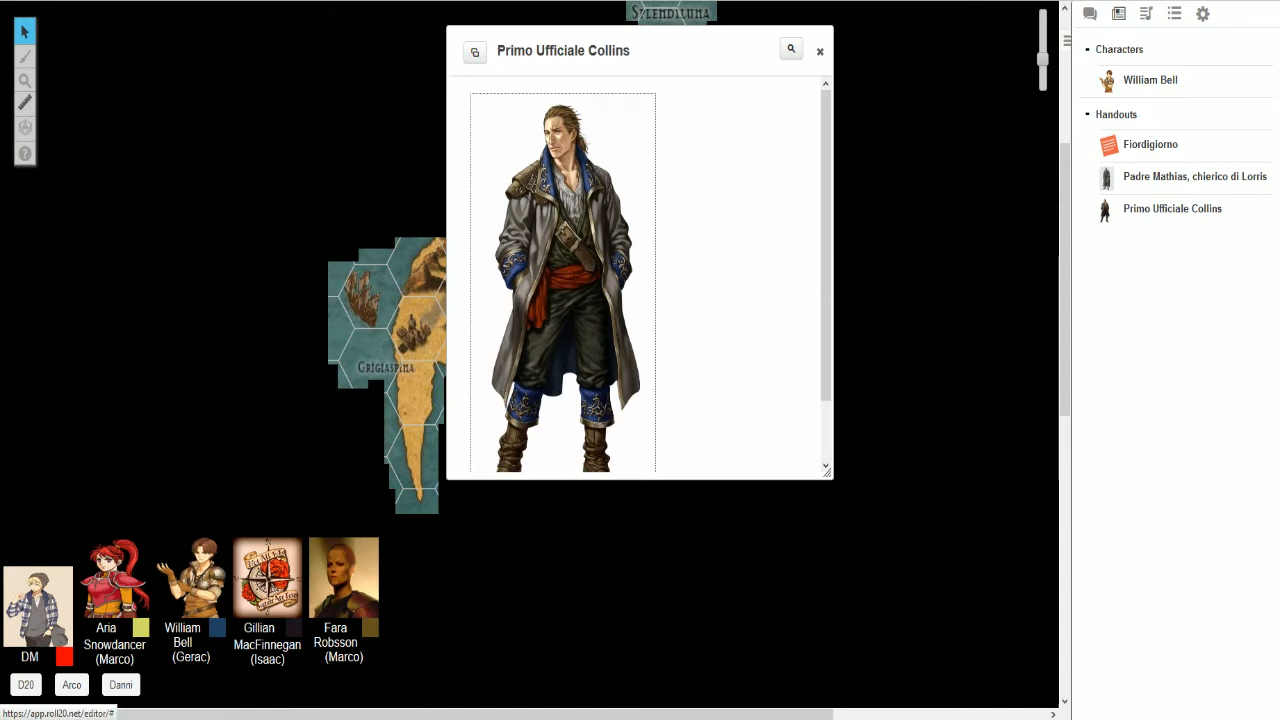 SPLENDILUNA
Primo Ufficiale Collins
GRIGIASPINA
Characters
William Bell
Handouts
Fiordigiorno
Padre Mathias, chierico di Lorris
Primo Ufficiale Collins
DM
Aria
Snowdancer
(Marco)
William
Bell
(Gerac)
Gillian
MacFinnegan
(Isaac)
Fara
Robsson
(Marco)
D20
Arco
Danni
https://app.roll20.net/editor/#